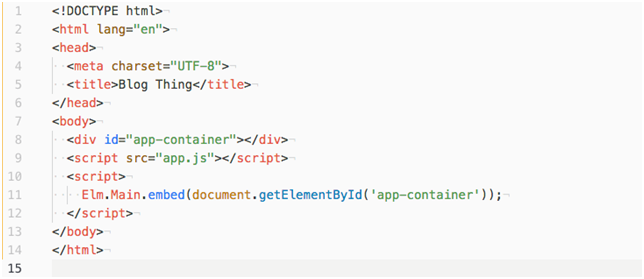 1 <!DOCTYPE html>
2 <html lang="en">
3 <head>
4   <meta charset="UTF-8">
5   <title>Blog Thing</title>
6 </head>
7 <body>
8   <div id="app-container"></div>
9   <script src="app.js"></script>
10   <script>
11     Elm.Main.embed(document.getElementById('app-container'));
12   </script>
13 </body>
14 </html>
15